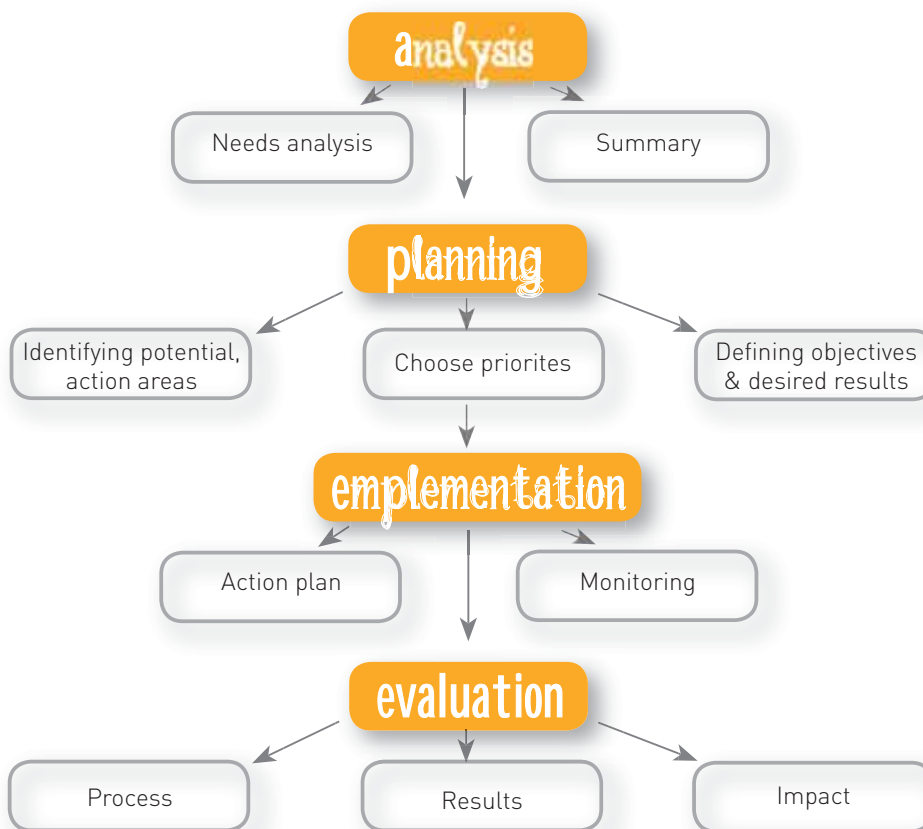 analysis
Needs analysis
Summary
planning
Identifying potential,
action areas
Choose priorites
Defining objectives
& desired results
emplementation
Action plan
Monitoring
evaluation
Process
Results
Impact